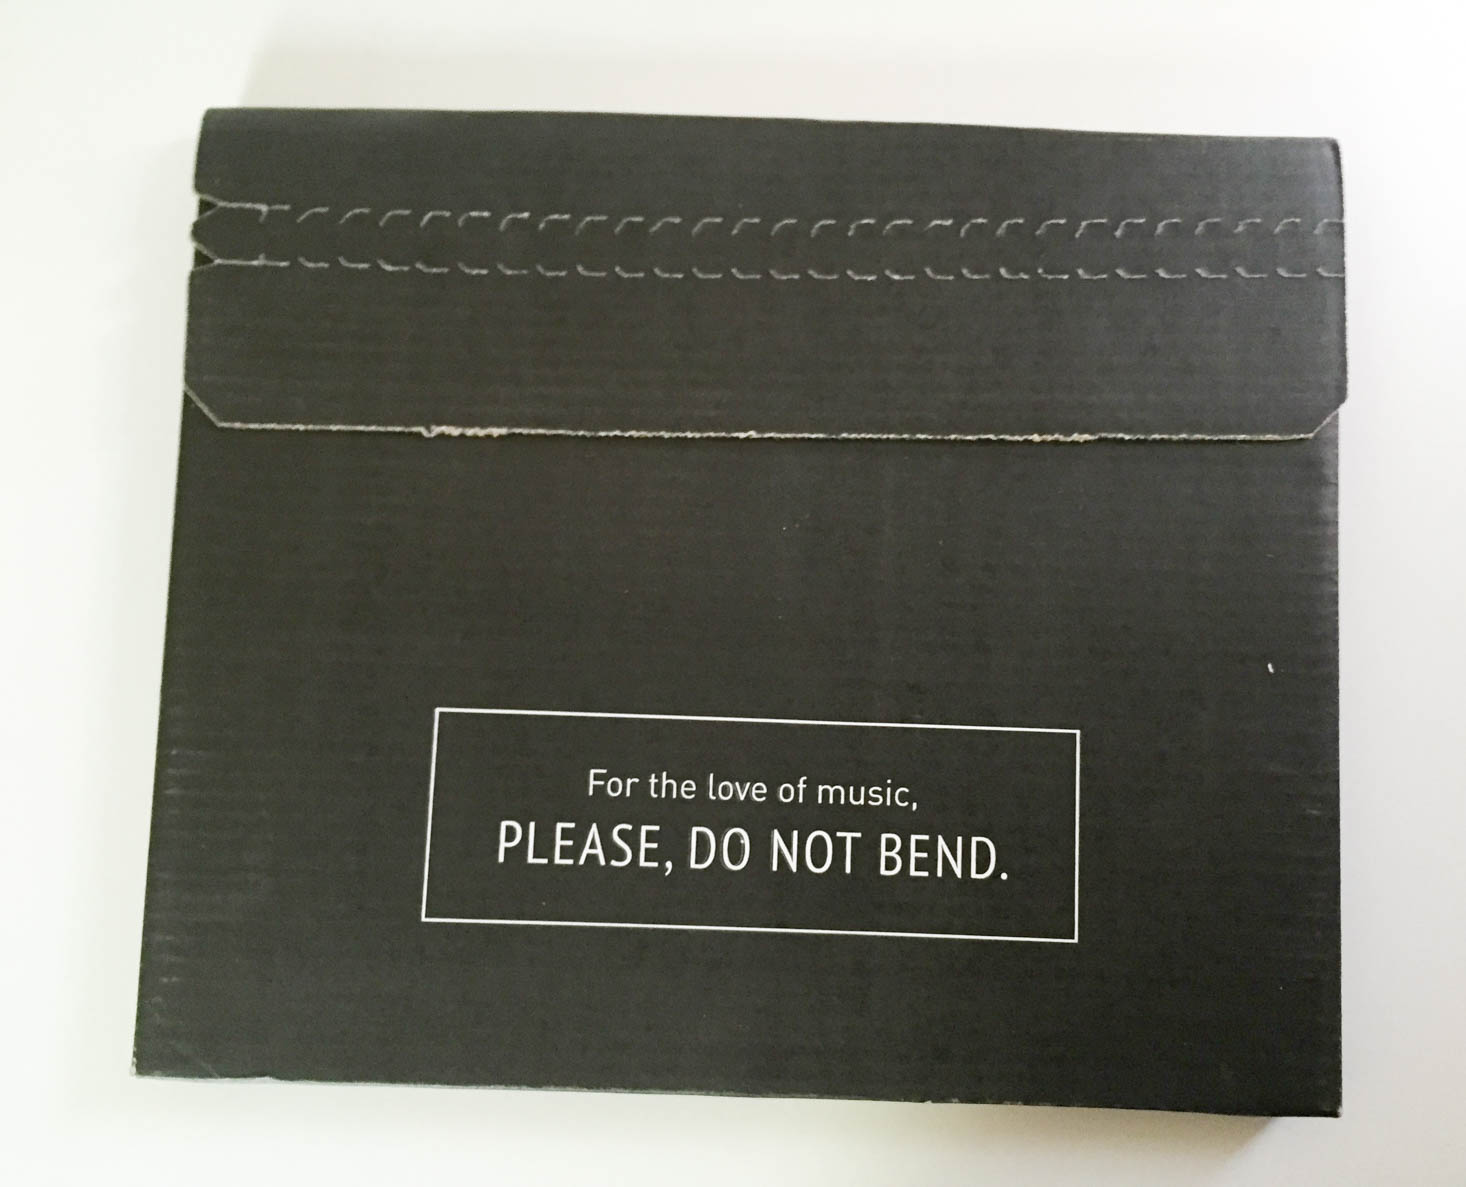 For the love of music,
PLEASE, DO NOT BEND.